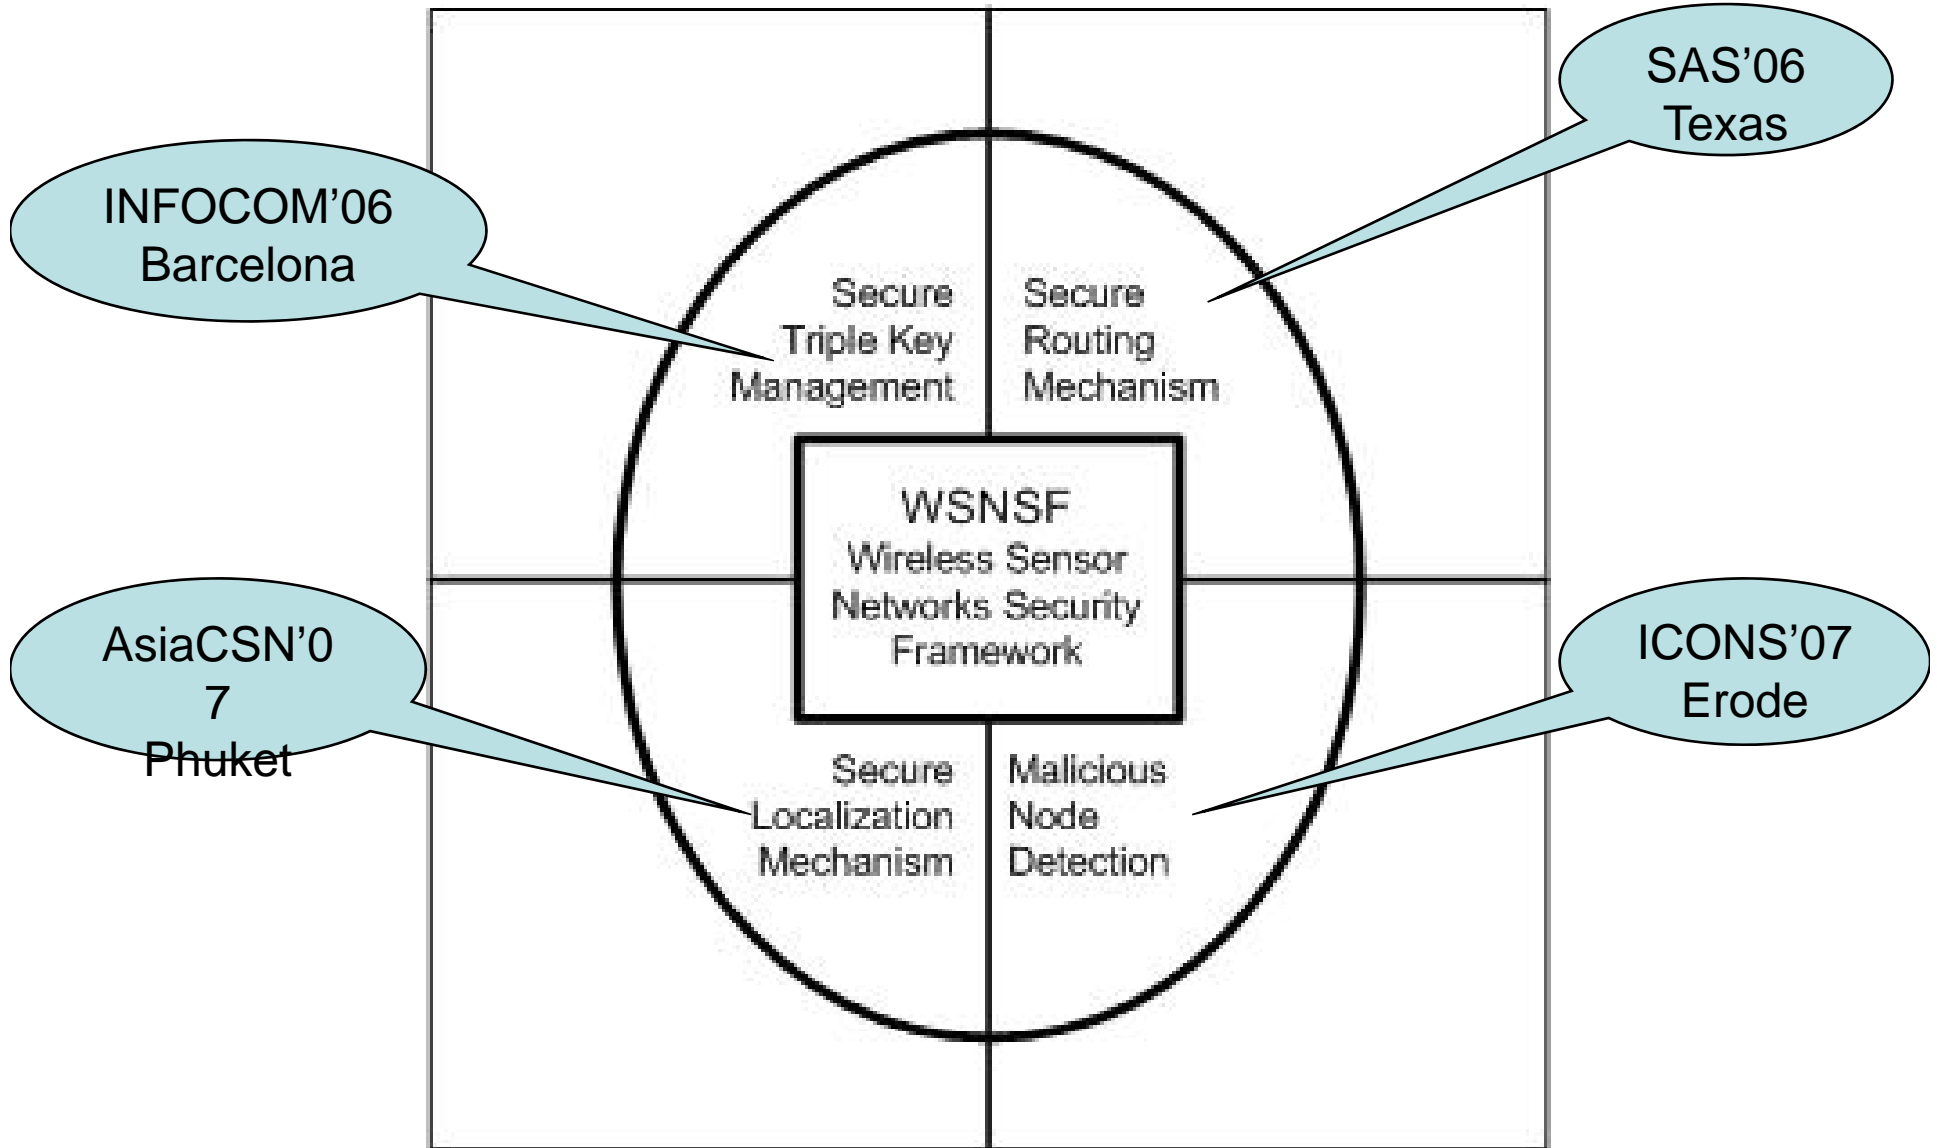 SAS’06
Texas
INFOCOM’06
Barcelona
Secure
Triple Key
Management
Secure
Routing
Mechanism
WSNSF
Wireless Sensor
Networks Security
Framework
AsiaCSN’0
7
Phuket
ICONS’07
Erode
Secure
Localization
Mechanism
Malicious
Node
Detection